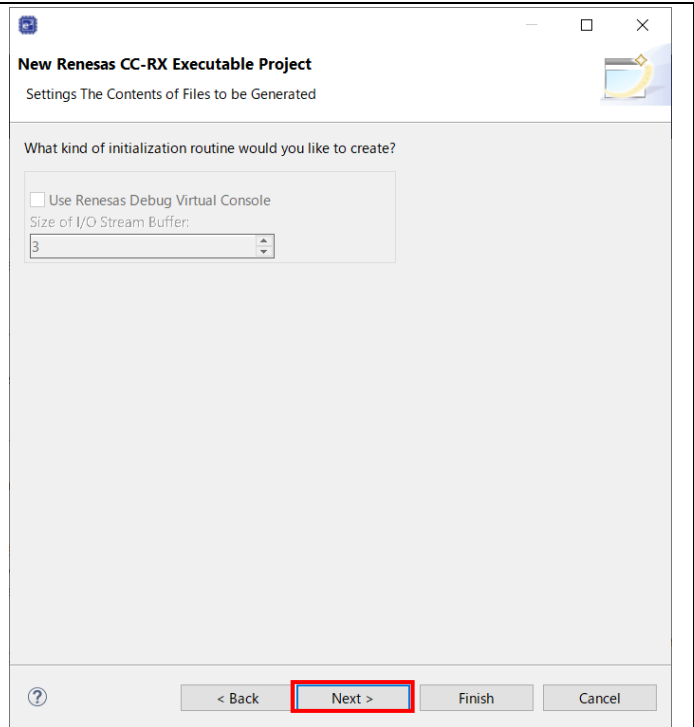 New Renesas CC-RX Executable Project
Settings The Contents of Files to be Generated
What kind of initialization routine would you like to create?
Use Renesas Debug Virtual Console
Size of I/O Stream Buffer:
3
< Back Next > Finish Cancel